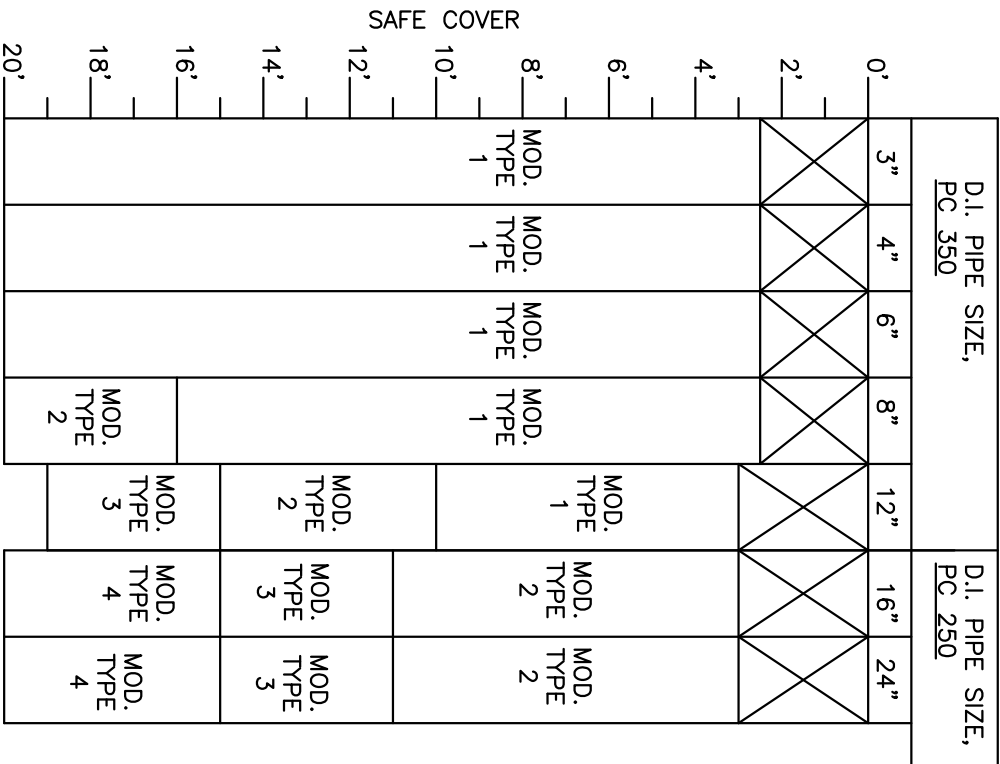 D.I. PIPE SIZE,
PC 350
D.I. PIPE SIZE,
PC 250
3"
4"
6"
8"
12"
16"
24"
SAFE COVER
0'
2'
4'
6'
8'
10'
12'
14'
16'
18'
20'
MOD.
TYPE
1
MOD.
TYPE
1
MOD.
TYPE
1
MOD.
TYPE
1
MOD.
TYPE
2
MOD.
TYPE
1
MOD.
TYPE
2
MOD.
TYPE
3
MOD.
TYPE
2
MOD.
TYPE
3
MOD.
TYPE
4
MOD.
TYPE
2
MOD.
TYPE
3
MOD.
TYPE
4